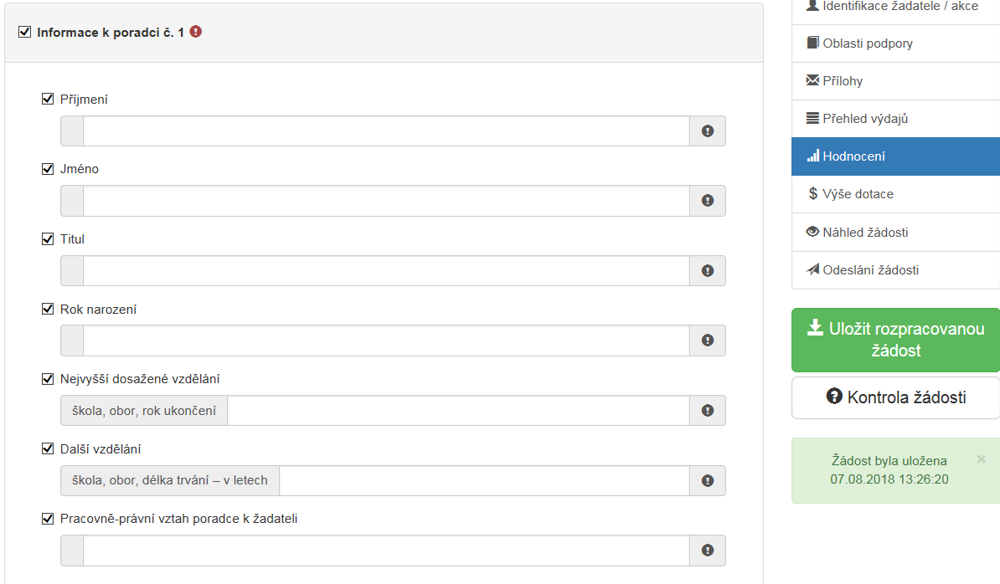 Informace k poradci č. 1
Příjmení
Jméno
Titul
Rok narození
Nejvyšší dosažené vzdělání
škola, obor, rok ukončení
Další vzdělání
škola, obor, délka trvání – v letech
Pracovně-právní vztah poradce k žadateli
Identifikace žadatele / akce
Oblasti podpory
Přílohy
Přehled výdajů
Hodnocení
$ Výše dotace
Náhled žádosti
Odeslání žádosti
Uložit rozpracovanou
žádost
Kontrola žádosti
Žádost byla uložena ×
07.08.2018 13:26:20